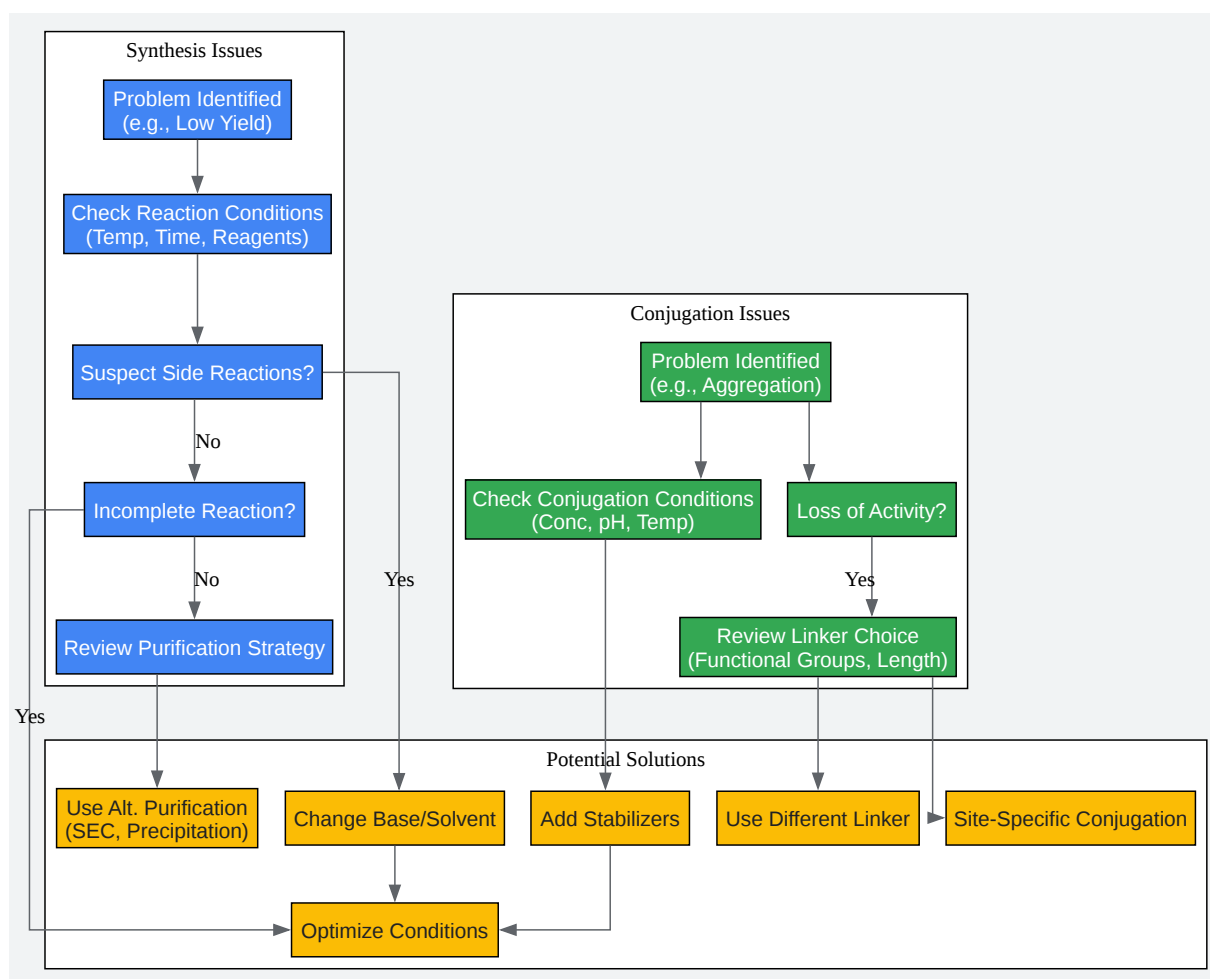 Synthesis Issues
Problem Identified
(e.g., Low Yield)
Check Reaction Conditions
(Temp, Time, Reagents)
Suspect Side Reactions?
No
Incomplete Reaction?
No
Review Purification Strategy
Yes
Yes
Conjugation Issues
Problem Identified
(e.g., Aggregation)
Check Conjugation Conditions
(Conc, pH, Temp)
Loss of Activity?
Yes
Review Linker Choice
(Functional Groups, Length)
Potential Solutions
Use Alt. Purification
(SEC, Precipitation)
Change Base/Solvent
Add Stabilizers
Use Different Linker
Site-Specific Conjugation
Optimize Conditions